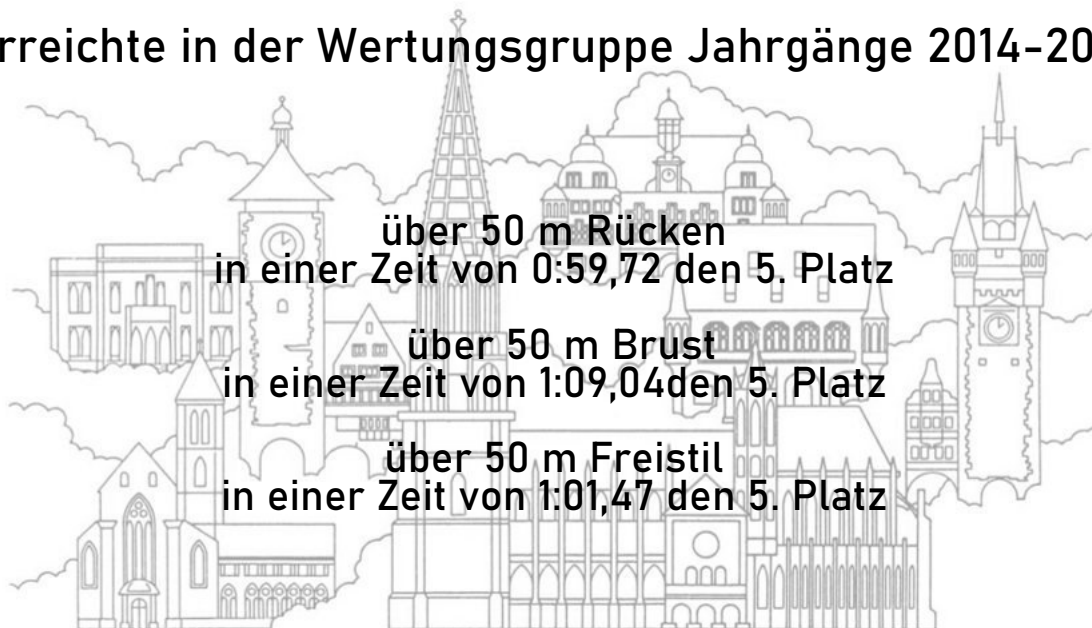 rreichte in der Wertungsgruppe Jahrgänge 2014-20
über 50 m Rücken
in einer Zeit von 0:59,72 den 5. Platz
über 50 m Brust
in einer Zeit von 1:09,04den 5. Platz
über 50 m Freistil
in einer Zeit von 1:01,47 den 5. Platz